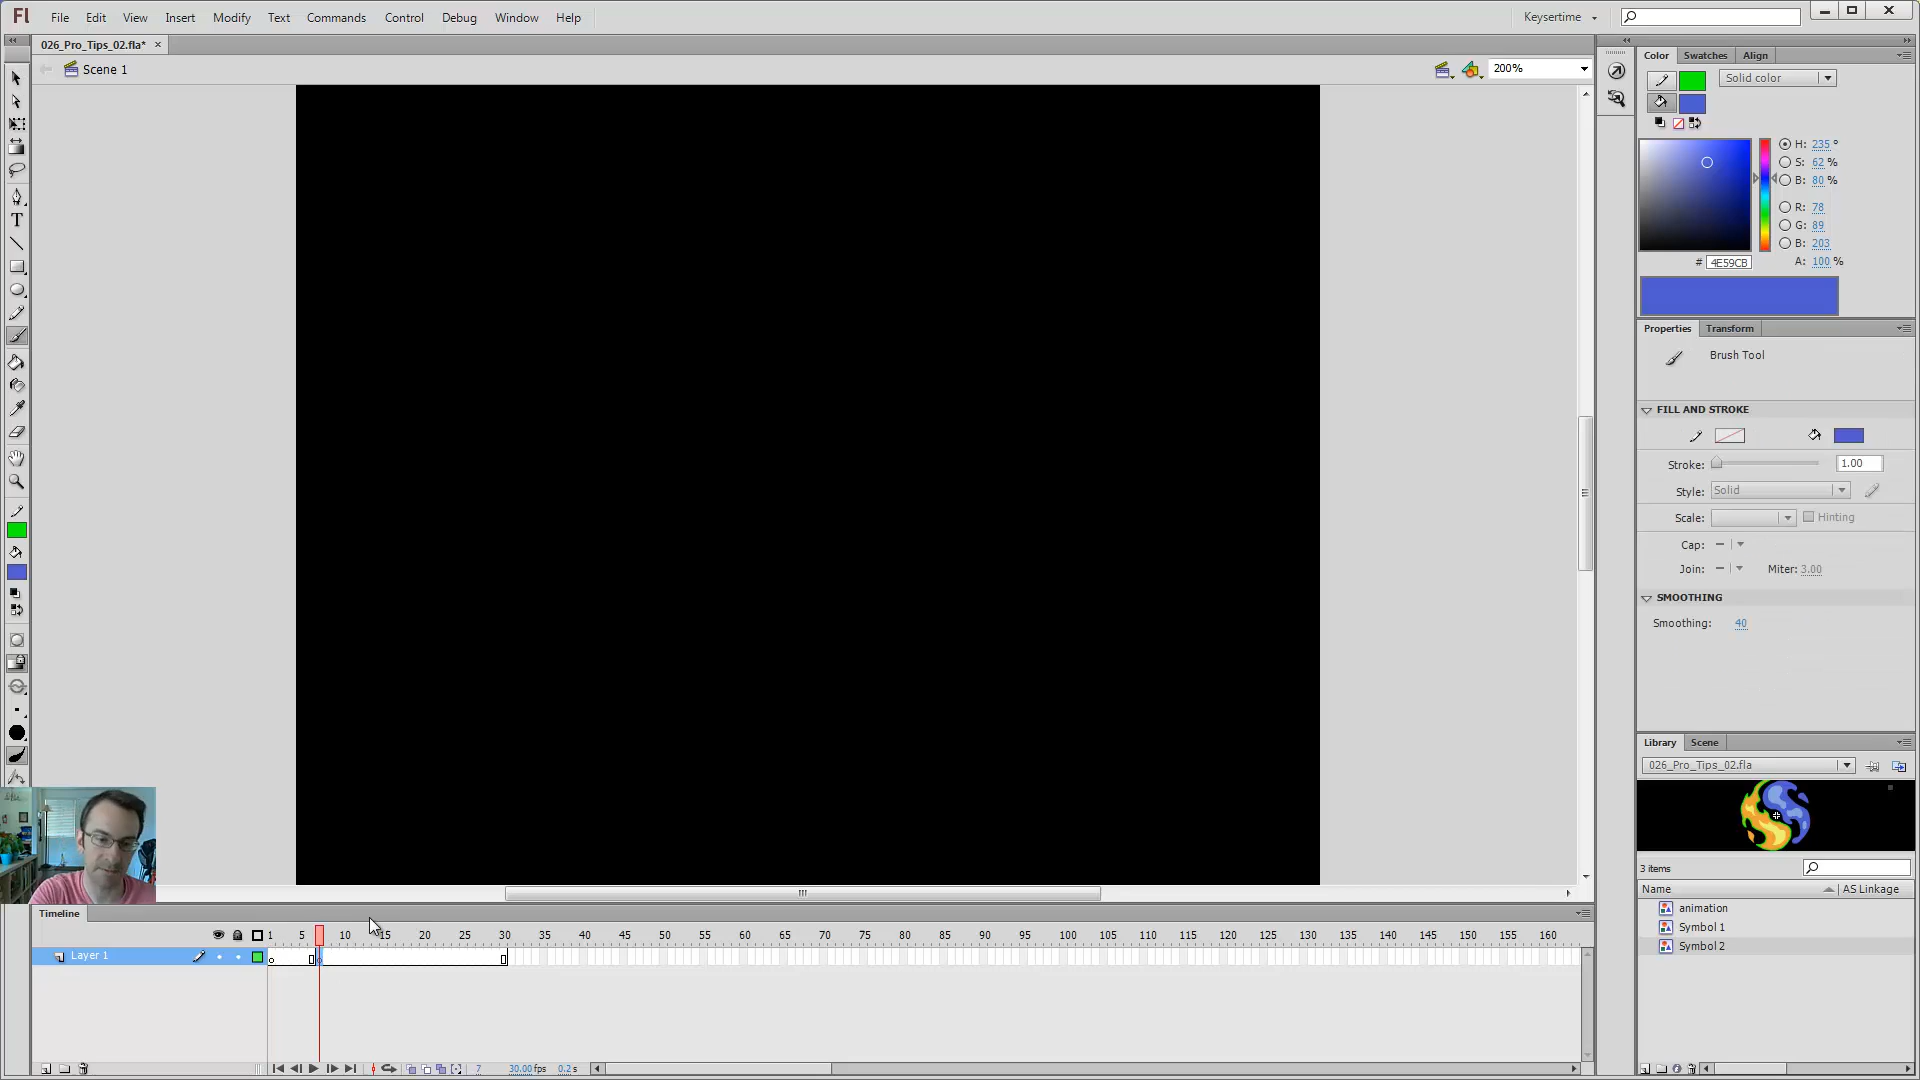 Fl File Edit View Insert Modify Text Commands Control Debug Window Help Keysertime
026_Pro_Tips_02.fla*
Scene 1 200%
Color Swatches Align
Solid color
H: 235 °
S: 62 %
B: 80 %
R: 78
G: 89
B: 203
# 4E59CB A: 100 %
Properties Transform
Brush Tool
FILL AND STROKE
Stroke: 1.00
Style: Solid
Scale: Hinting
Cap:
Join: Miter: 3.00
SMOOTHING
Smoothing: 40
Library Scene
026_Pro_Tips_02.fla
3 items
Name AS Linkage
animation
Symbol 1
Symbol 2
Timeline
1 5 10 15 20 25 30 35 40 45 50 55 60 65 70 75 80 85 90 95 100 105 110 115 120 125 130 135 140 145 150 155 160
Layer 1
7 30.00 fps 0.2 s